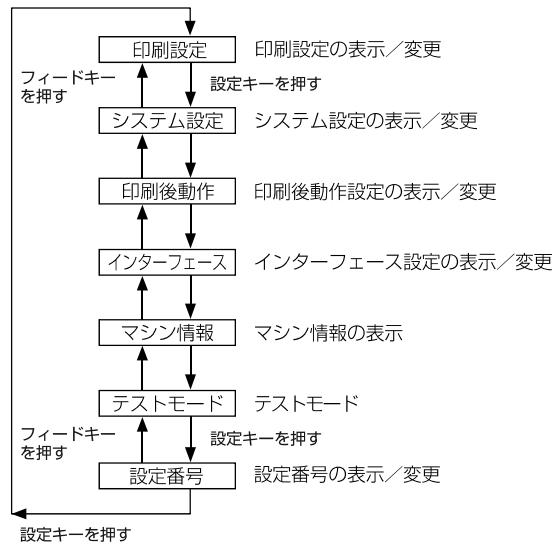 印刷設定 印刷設定の表示／変更
フィードキー
を押す
設定キーを押す
システム設定 システム設定の表示／変更
印刷後動作 印刷後動作設定の表示／変更
インターフェース インターフェース設定の表示／変更
マシン情報 マシン情報の表示
テストモード テストモード
フィードキー
を押す
設定キーを押す
設定番号 設定番号の表示／変更
設定キーを押す